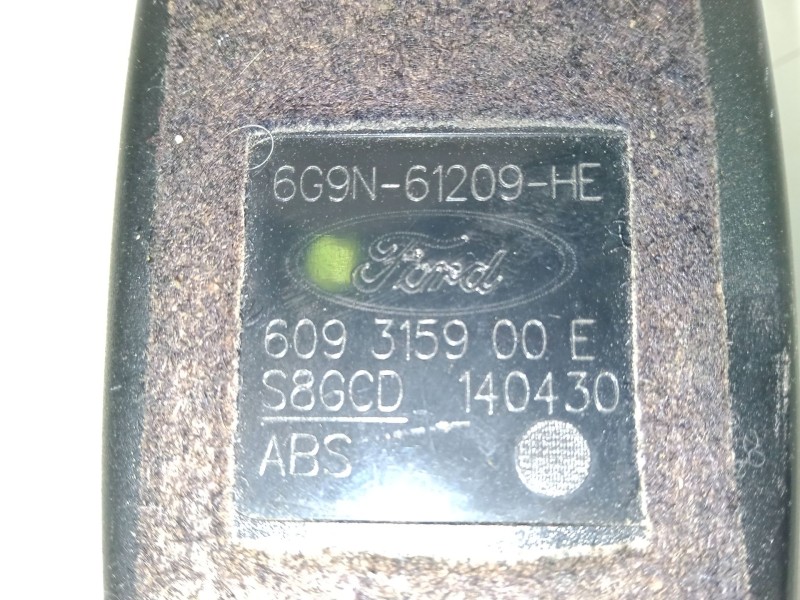 6G9N-61209-HE
Ford
609 3159 00 E
S8GCD 140430
ABS